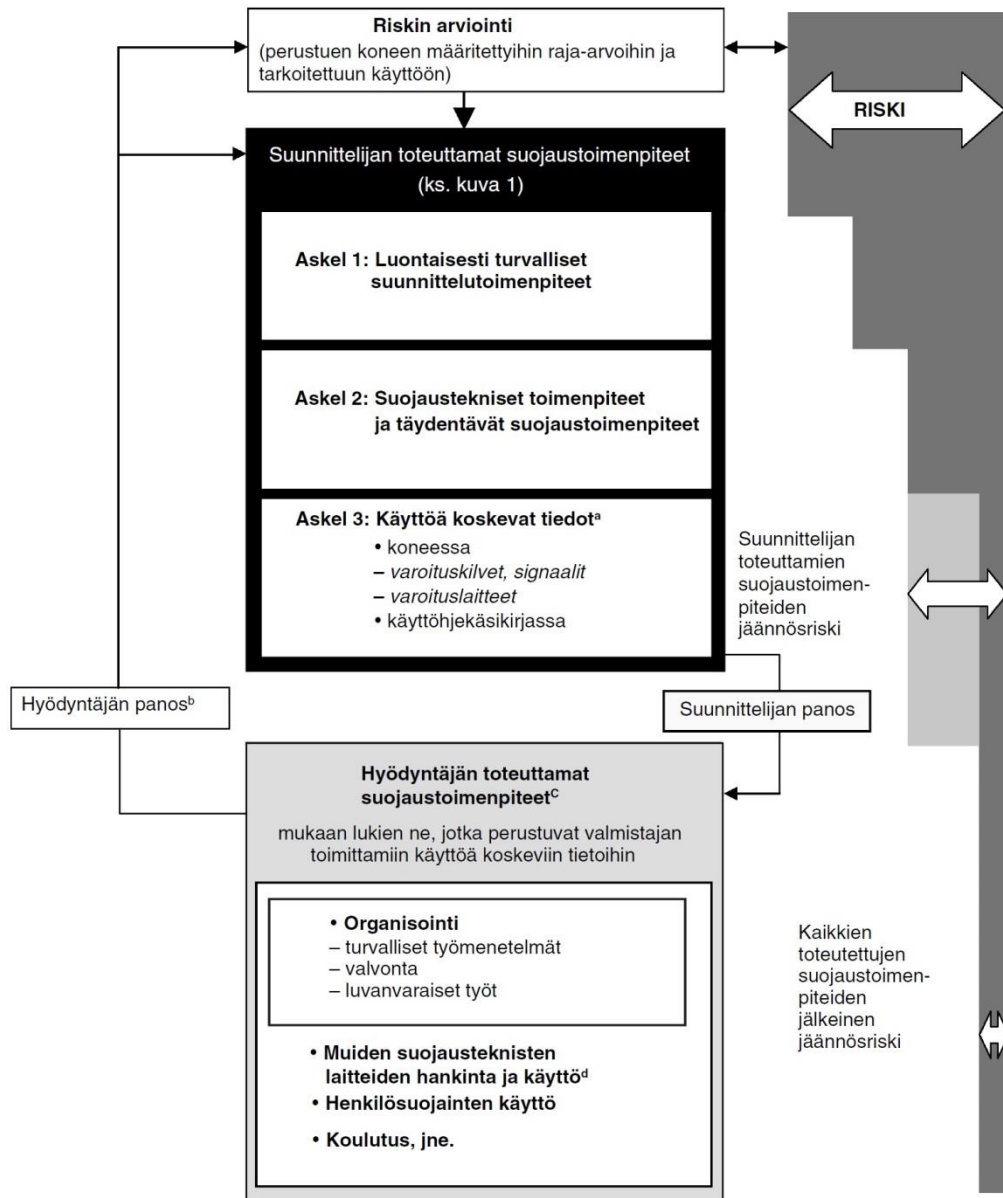 Riskin arviointi
(perustuen koneen määritettyihin raja-arvoihin ja
tarkoitettuun käyttöön)
RISKI
Suunnittelijan toteuttamat suojaustoimenpiteet
(ks. kuva 1)
Askel 1: Luontaisesti turvalliset
suunnittelutoimenpiteet
Askel 2: Suojaustekniset toimenpiteet
ja täydentävät suojaustoimenpiteet
Askel 3: Käyttöä koskevat tiedotᵃ
• koneessa
– varoituskilvet, signaalit
– varoituslaitteet
• käyttöhjekäsikirjassa
Suunnittelijan
toteuttamien
suojaustoimen-
piteiden
jäännösriski
Hyödyntäjän panosᵇ
Suunnittelijan panos
Hyödyntäjän toteuttamat
suojaustoimenpiteetᶜ
mukaan lukien ne, jotka perustuvat valmistajan
toimittamiin käyttöä koskeviin tietoihin
• Organisointi
– turvalliset työmenetelmät
– valvonta
– luvanvaraiset työt
• Muiden suojausteknisten
laitteiden hankinta ja käyttöᵈ
• Henkilösuojainten käyttö
• Koulutus, jne.
Kaikkien
toteutettujen
suojaustoimen-
piteiden
jälkeinen
jäännösriski